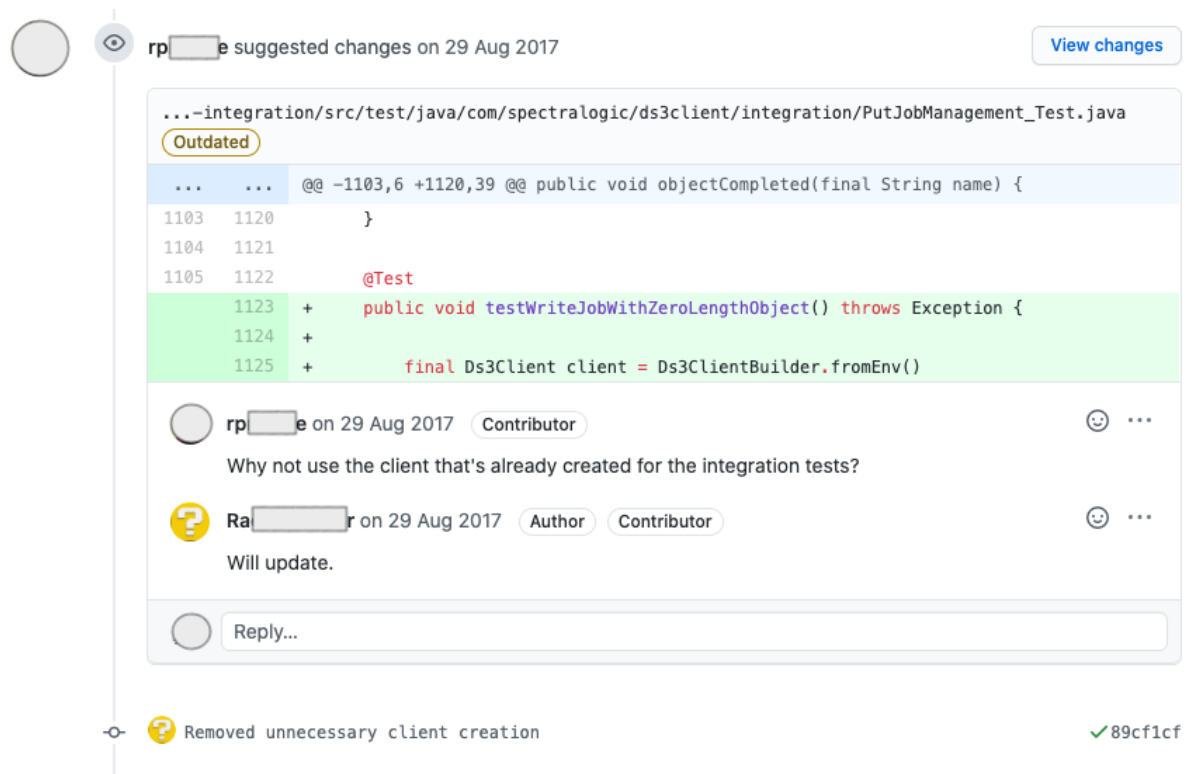 rp e suggested changes on 29 Aug 2017
View changes
...-integration/src/test/java/com/spectralogic/ds3client/integration/PutJobManagement_Test.java
Outdated
... ... @@ -1103,6 +1120,39 @@ public void objectCompleted(final String name) {
1103 1120 }
1104 1121
1105 1122 @Test
1123 + public void testWriteJobWithZeroLengthObject() throws Exception {
1124 +
1125 + final Ds3Client client = Ds3ClientBuilder.fromEnv()
rp e on 29 Aug 2017 Contributor
Why not use the client that's already created for the integration tests?
Ra r on 29 Aug 2017 Author Contributor
Will update.
Reply...
Removed unnecessary client creation 89cf1cf